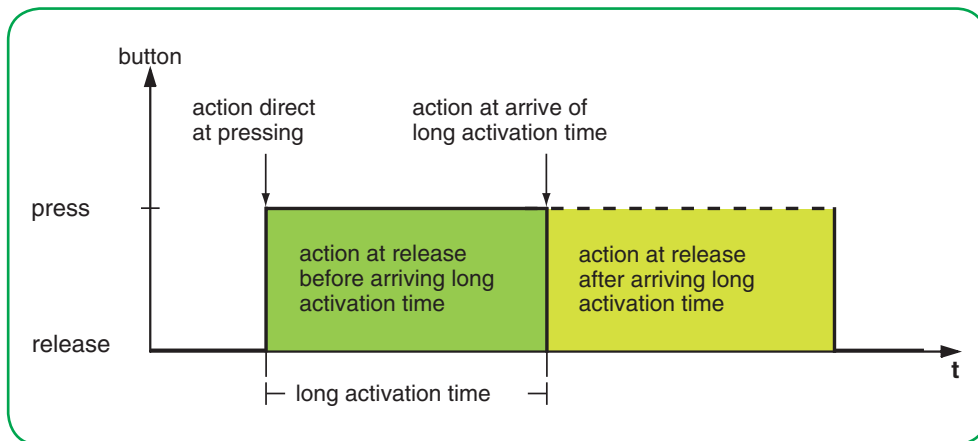 button
action direct
at pressing
action at arrive of
long activation time
press
action at release
before arriving long
activation time
action at release
after arriving long
activation time
release
t
long activation time